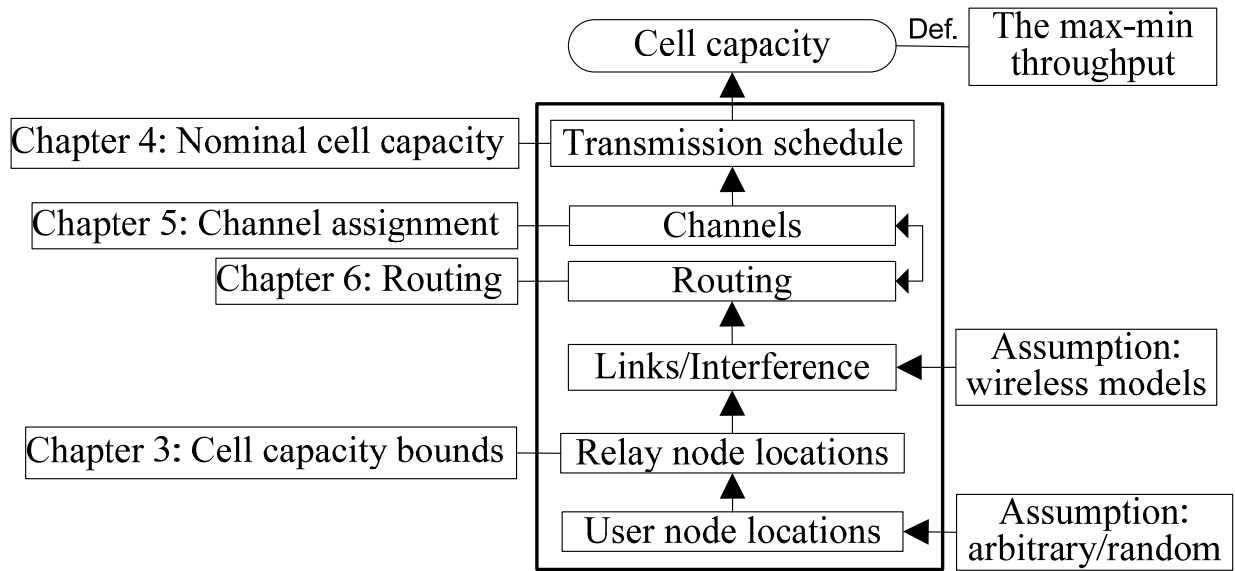 Cell capacity
Def.
The max-min
throughput
Chapter 4: Nominal cell capacity
Transmission schedule
Chapter 5: Channel assignment
Channels
Chapter 6: Routing
Routing
Links/Interference
Assumption:
wireless models
Chapter 3: Cell capacity bounds
Relay node locations
User node locations
Assumption:
arbitrary/random